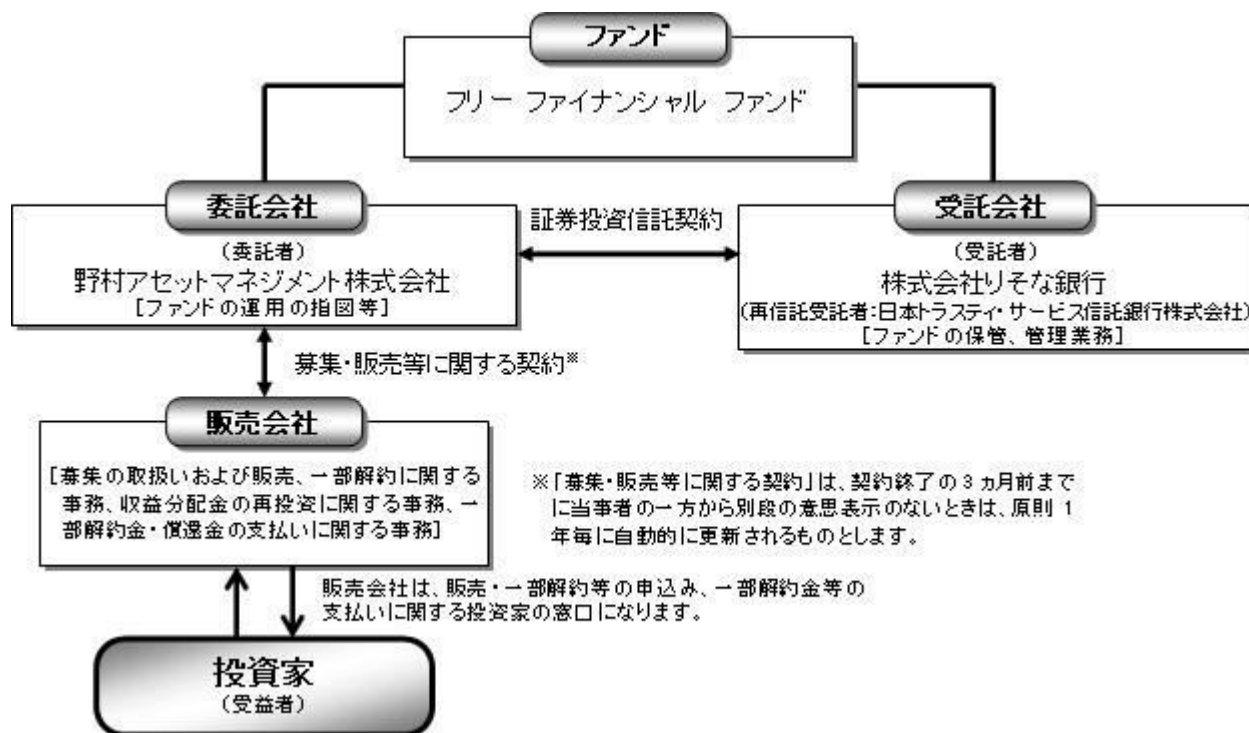 ファンド
フリー ファイナンシャル ファンド
委託会社
(委託者)
野村アセットマネジメント株式会社
[ファンドの運用の指図等]
証券投資信託契約
受託会社
(受託者)
株式会社りそな銀行
(再信託受託者:日本トラスティ・サービス信託銀行株式会社)
[ファンドの保管、管理業務]
募集・販売等に関する契約※
販売会社
[募集の取扱いおよび販売、一部解約に関する
事務、収益分配金の再投資に関する事務、一
部解約金・償還金の支払いに関する事務]
※「募集・販売等に関する契約」は、契約終了の3ヵ月前まで
に当事者の一方から別段の意思表示のないときは、原則1
年毎に自動的に更新されるものとします。
販売会社は、販売・一部解約等の申込み、一部解約金等の
支払いに関する投資家の窓口になります。
投資家
(受益者)